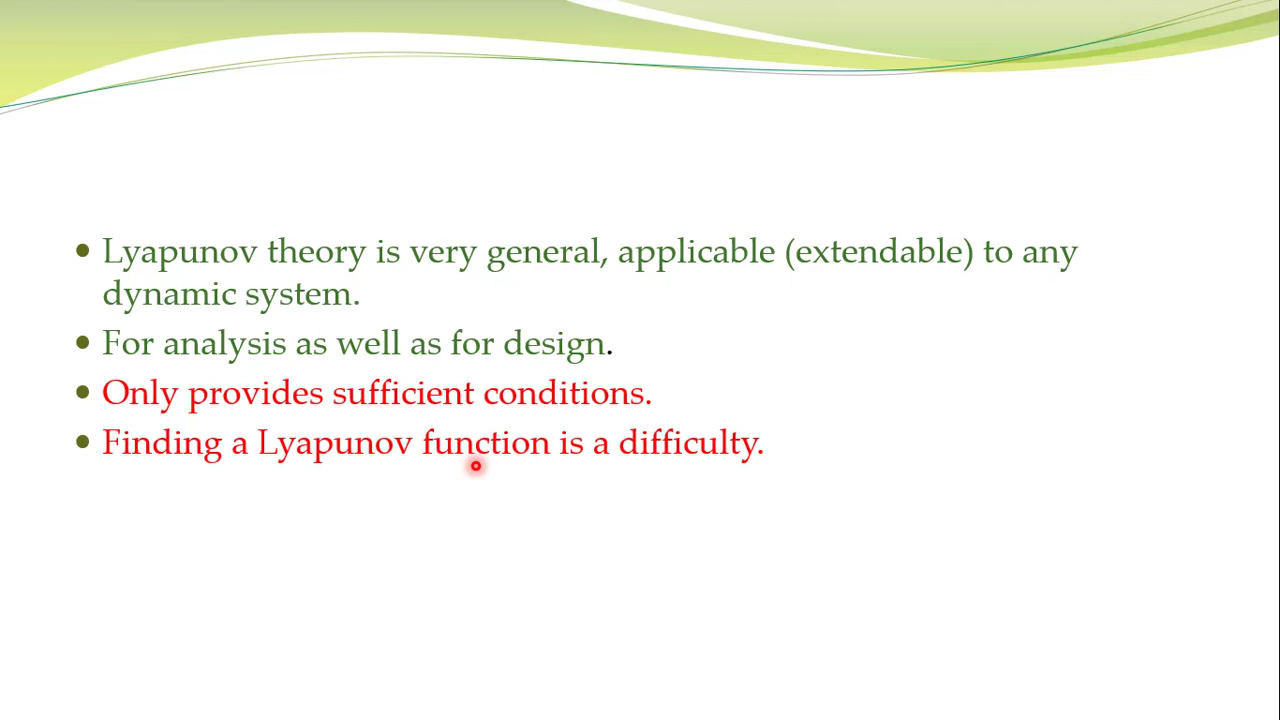 • Lyapunov theory is very general, applicable (extendable) to any
dynamic system.
• For analysis as well as for design.
• Only provides sufficient conditions.
• Finding a Lyapunov function is a difficulty.